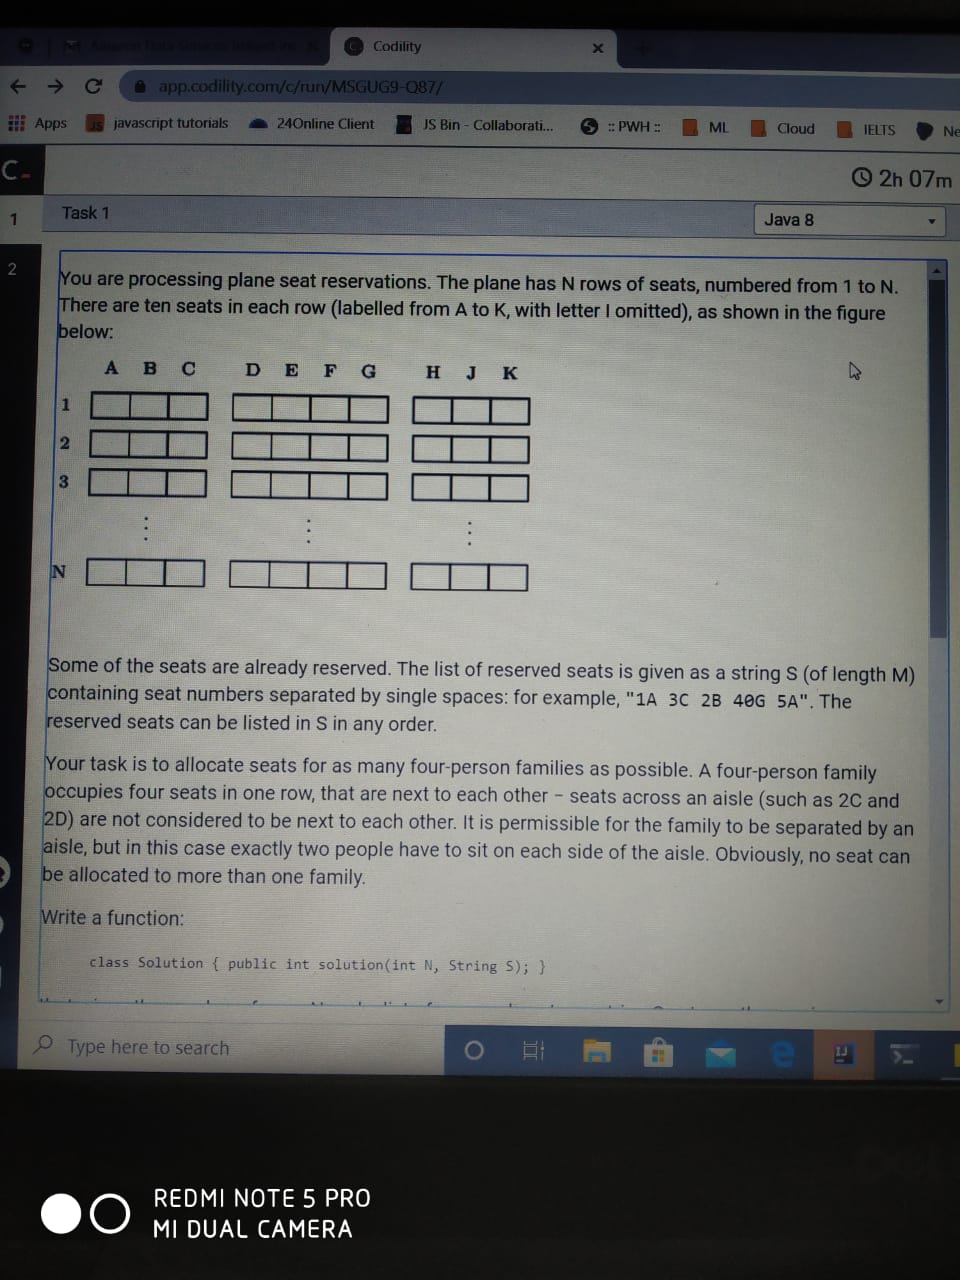 Codility
app.codility.com/c/run/MSGUG9-Q87/
Apps javascript tutorials 24Online Client JS Bin - Collaborati... :: PWH :: ML Cloud IELTS Ne
C_
2h 07m
1 Task 1 Java 8
2
You are processing plane seat reservations. The plane has N rows of seats, numbered from 1 to N.
There are ten seats in each row (labelled from A to K, with letter I omitted), as shown in the figure
below:
A B C D E F G H J K
1
2
3
N
Some of the seats are already reserved. The list of reserved seats is given as a string S (of length M)
containing seat numbers separated by single spaces: for example, "1A 3C 2B 40G 5A". The
reserved seats can be listed in S in any order.
Your task is to allocate seats for as many four-person families as possible. A four-person family
occupies four seats in one row, that are next to each other – seats across an aisle (such as 2C and
2D) are not considered to be next to each other. It is permissible for the family to be separated by an
aisle, but in this case exactly two people have to sit on each side of the aisle. Obviously, no seat can
be allocated to more than one family.
Write a function:
class Solution { public int solution(int N, String S); }
Type here to search
REDMI NOTE 5 PRO
MI DUAL CAMERA